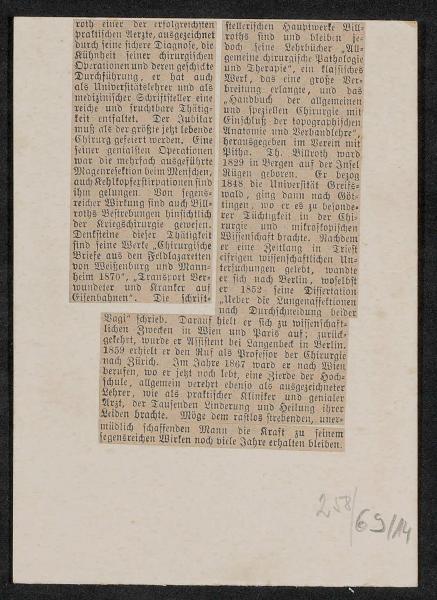 roth einer der erfolgreichsten
praktischen Aerzte, ausgezeichnet
durch seine sichere Diagnose, die
Kühnheit seiner chirurgischen
Operationen und deren geschickte
Durchführung, er hat auch
als Universitätslehrer und als
medizinischer Schriftsteller eine
reiche und fruchtbare Thätig-
keit entfaltet. Der Jubilar
muß als der größte jetzt lebende
Chirurg gefeiert werden. Eine
seiner genialsten Operationen
war die mehrfach ausgeführte
Magenresektion beim Menschen,
auch Kehlkopfexstirpationen sind
ihm gelungen. Von segens-
reicher Wirkung sind auch Bill-
roths Bestrebungen hinsichtlich
der Kriegschirurgie gewesen.
Denksteine dieser Thätigkeit
sind seine Werke „Chirurgische
Briefe aus den Feldlazaretten
von Weißenburg und Mann-
heim 1870", „Transport Ver-
wundeter und Kranker auf
Eisenbahnen". Die schrift-
stellerischen Hauptwerke Bill-
roths sind und bleiben je-
doch seine Lehrbücher „All-
gemeine chirurgische Pathologie
und Therapie", ein klassisches
Werk, das eine große Ver-
breitung erlangte, und das
„Handbuch der allgemeinen
und speziellen Chirurgie mit
Einschluß der topographischen
Anatomie und Verbandlehre",
herausgegeben im Verein mit
Pitha. Th. Billroth ward
1829 in Bergen auf der Insel
Rügen geboren. Er bezog
1848 die Universität Greifs-
wald, ging dann nach Göt-
tingen, wo er es zu besonde-
rer Tüchtigkeit in der Chi-
rurgie und mikroskopischen
Wissenschaft brachte. Nachdem
er eine Zeitlang in Triest
eifrigen wissenschaftlichen Un-
tersuchungen gelebt, wandte
er sich nach Berlin, woselbst
er 1852 seine Dissertation
„Ueber die Lungenaffektionen
nach Durchschneidung beider
Vagi" schrieb. Darauf hielt er sich zu wissenschaft-
lichen Zwecken in Wien und Paris auf; zurück-
gekehrt, wurde er Assistent bei Langenbeck in Berlin.
1859 erhielt er den Ruf als Professor der Chirurgie
nach Zürich. Im Jahre 1867 ward er nach Wien
berufen, wo er jetzt noch lebt, eine Zierde der Hoch-
schule, allgemein verehrt ebenso als ausgezeichneter
Lehrer, wie als praktischer Kliniker und genialer
Arzt, der Tausenden Linderung und Heilung ihrer
Leiden brachte. Möge dem rastlos strebenden, uner-
müdlich schaffenden Mann die Kraft zu seinem
segensreichen Wirken noch viele Jahre erhalten bleiben.
258/69/14